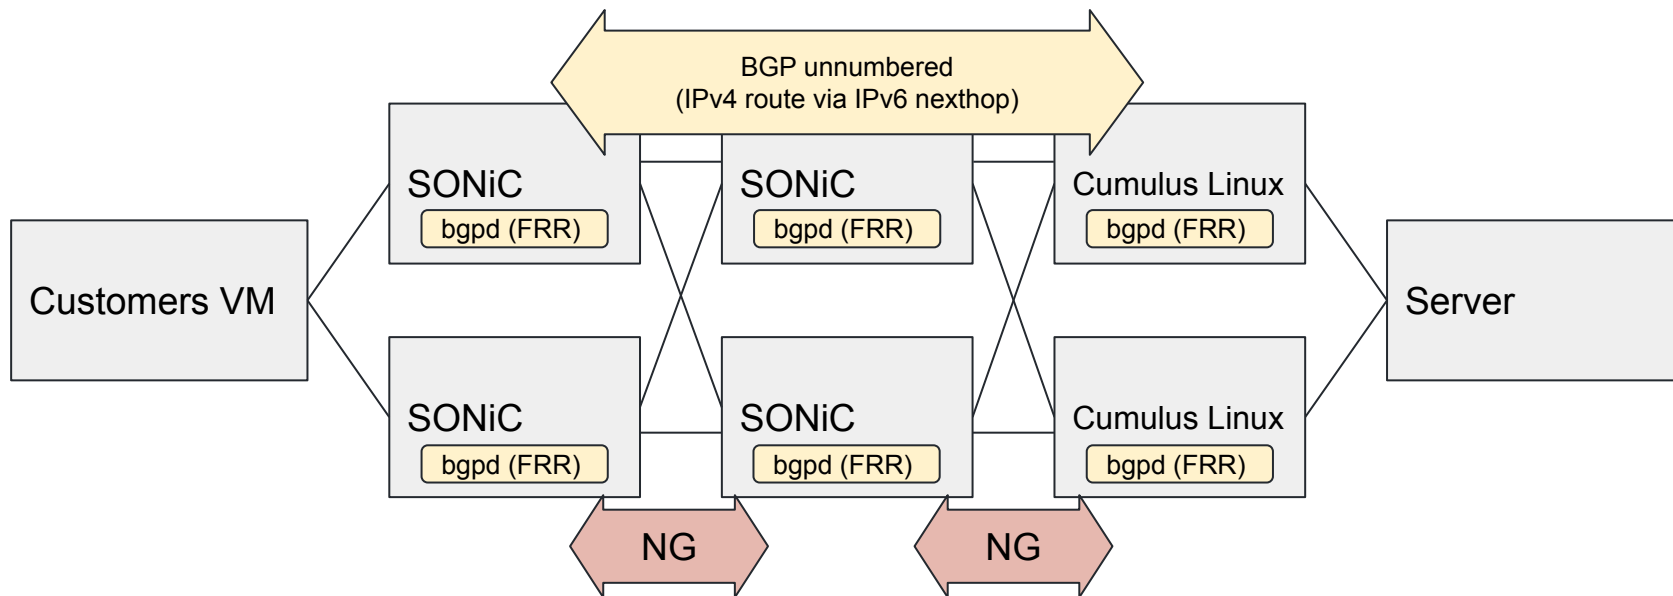 BGP unnumbered
(IPv4 route via IPv6 nexthop)
SONiC
bgpd (FRR)
SONiC
bgpd (FRR)
Cumulus Linux
bgpd (FRR)
Customers VM
Server
SONiC
bgpd (FRR)
SONiC
bgpd (FRR)
Cumulus Linux
bgpd (FRR)
NG
NG